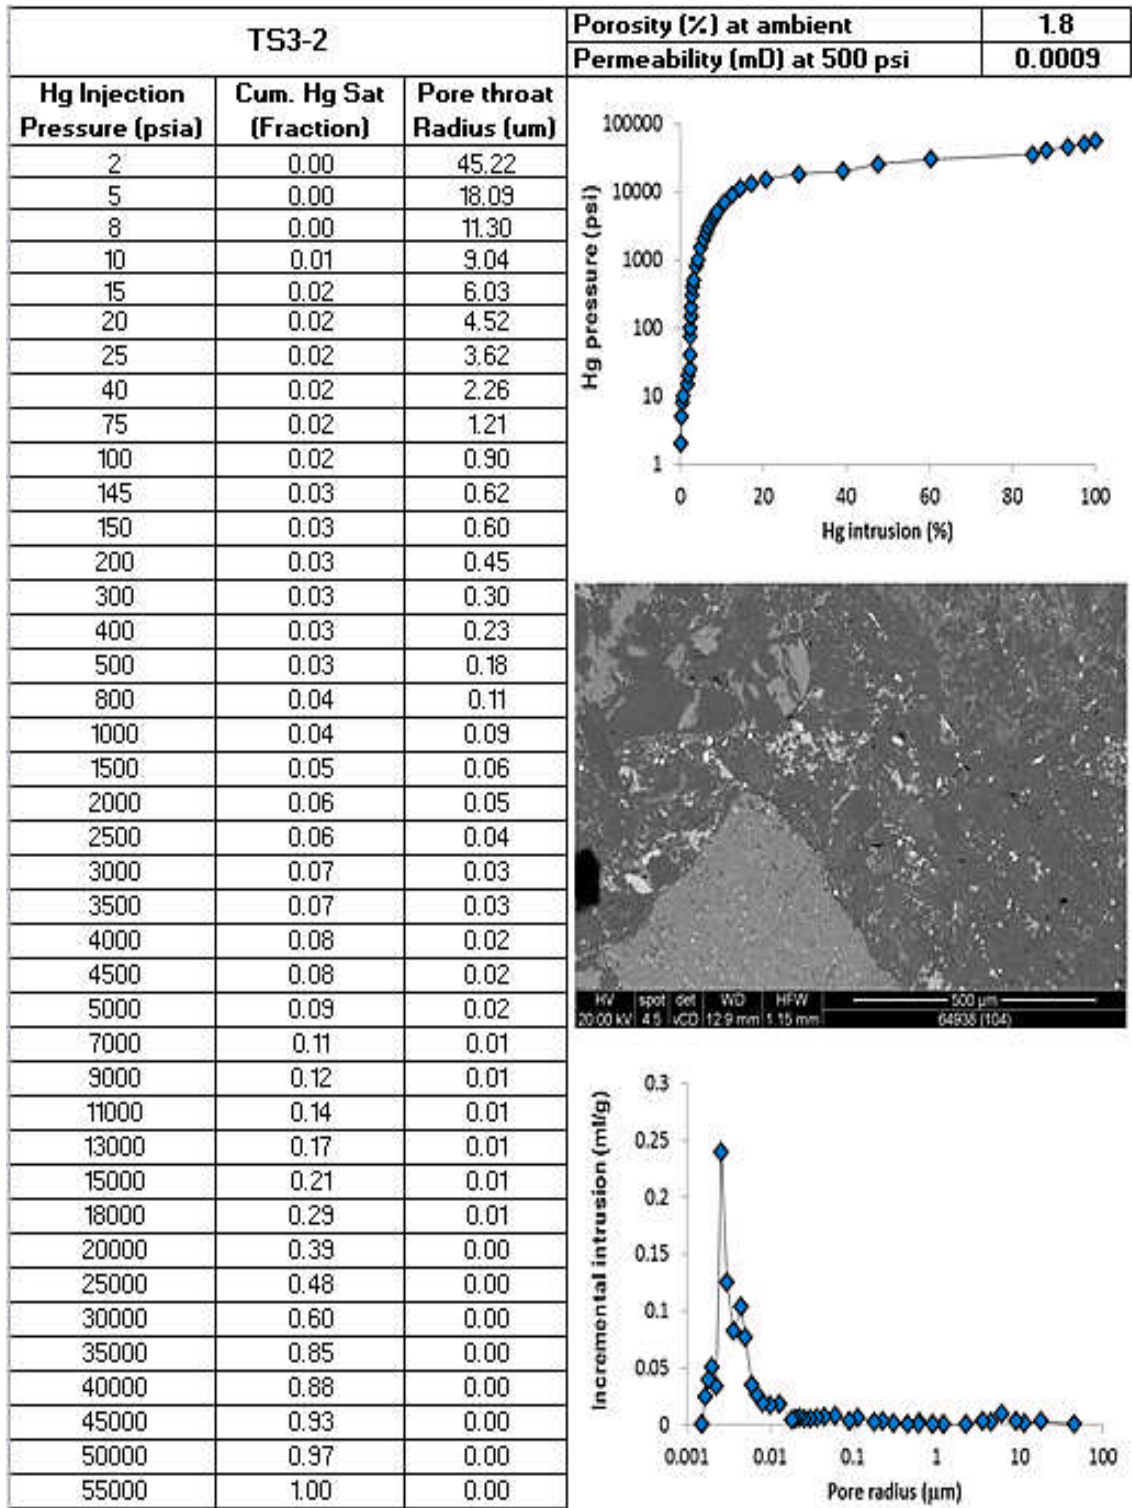 TS3-2
Porosity (%) at ambient 1.8
Permeability (mD) at 500 psi 0.0009
Hg Injection Pressure (psia) Cum. Hg Sat (Fraction) Pore throat Radius (um)
2 0.00 45.22
5 0.00 18.09
8 0.00 11.30
10 0.01 9.04
15 0.02 6.03
20 0.02 4.52
25 0.02 3.62
40 0.02 2.26
75 0.02 1.21
100 0.02 0.90
145 0.03 0.62
150 0.03 0.60
200 0.03 0.45
300 0.03 0.30
400 0.03 0.23
500 0.03 0.18
800 0.04 0.11
1000 0.04 0.09
1500 0.05 0.06
2000 0.06 0.05
2500 0.06 0.04
3000 0.07 0.03
3500 0.07 0.03
4000 0.08 0.02
4500 0.08 0.02
5000 0.09 0.02
7000 0.11 0.01
9000 0.12 0.01
11000 0.14 0.01
13000 0.17 0.01
15000 0.21 0.01
18000 0.29 0.01
20000 0.39 0.00
25000 0.48 0.00
30000 0.60 0.00
35000 0.85 0.00
40000 0.88 0.00
45000 0.93 0.00
50000 0.97 0.00
55000 1.00 0.00
Hg pressure (psi)
100000
10000
1000
100
10
1
0 20 40 60 80 100
Hg intrusion (%)
HV spot det WD HFW 500 µm
20.00 kV 4.5 vCD 12.9 mm 1.15 mm 64938 (104)
Incremental intrusion (ml/g)
0.3
0.25
0.2
0.15
0.1
0.05
0
0.001 0.01 0.1 1 10 100
Pore radius (µm)